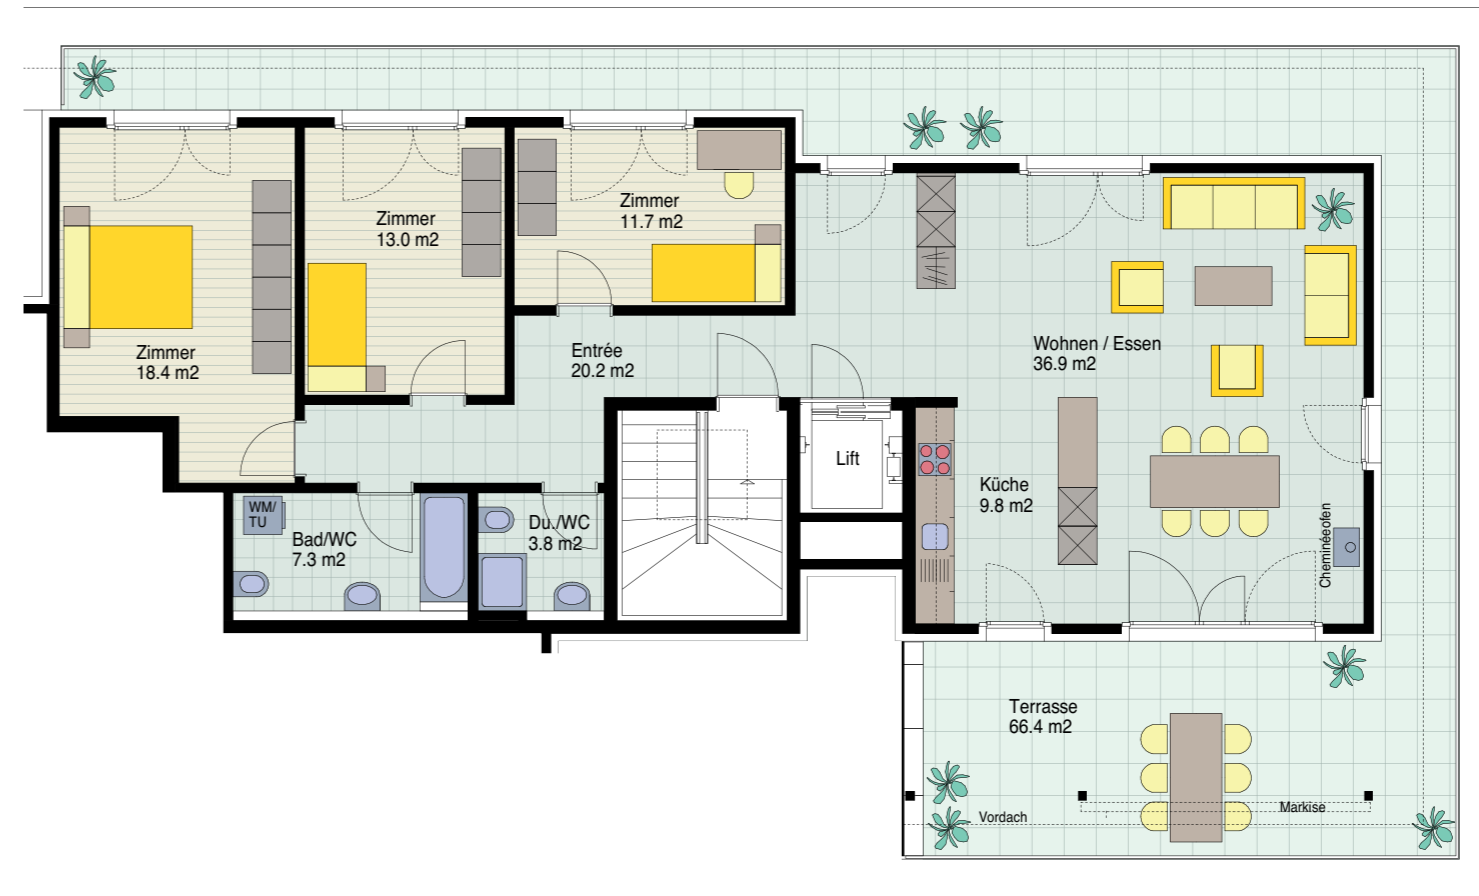 Zimmer
18.4 m2
Zimmer
13.0 m2
Zimmer
11.7 m2
Entrée
20.2 m2
Wohnen / Essen
36.9 m2
Lift
Küche
9.8 m2
WM/
TU
Bad/WC
7.3 m2
Du./WC
3.8 m2
Cheminéeofen
Terrasse
66.4 m2
Vordach
Markise